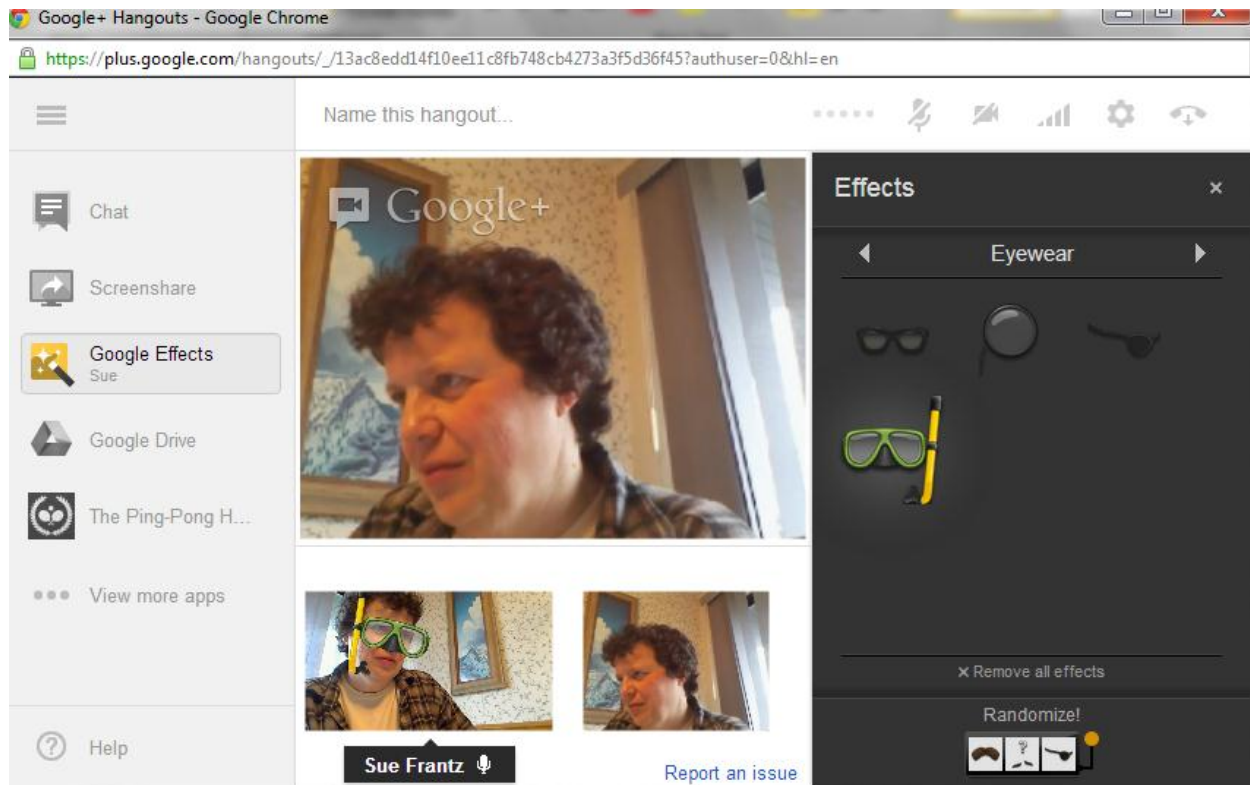 Google+ Hangouts - Google Chrome
https://plus.google.com/hangouts/_/13ac8edd14f10ee11c8fb748cb4273a3f5d36f45?authuser=0&hl=en
Name this hangout...
Chat
Screenshare
Google Effects
Sue
Google Drive
The Ping-Pong H...
View more apps
Help
Google+
Sue Frantz
Report an issue
Effects
Eyewear
Remove all effects
Randomize!
?